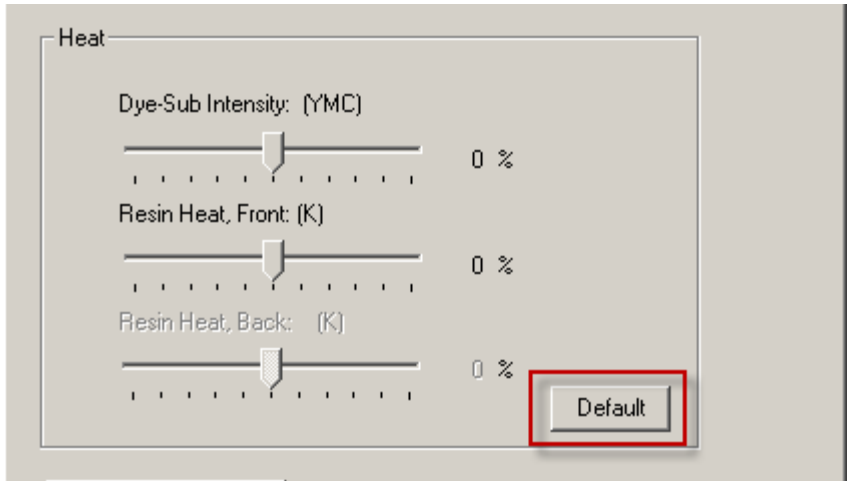 Heat
Dye-Sub Intensity: (YMC)
0 %
Resin Heat, Front: (K)
0 %
Resin Heat, Back: (K)
0 %
Default